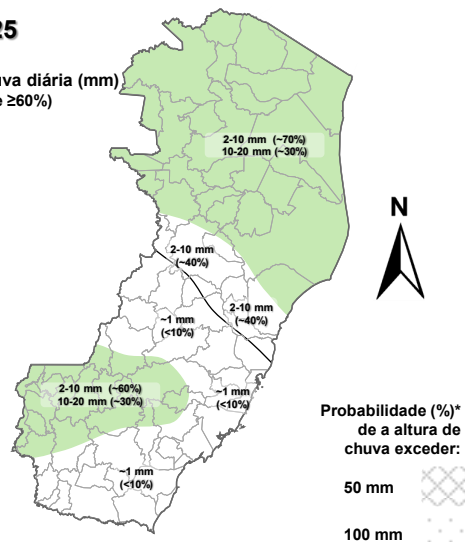 25
uva diária (mm)
e ≥60%)
2-10 mm (~70%)
10-20 mm (~30%)
N
2-10 mm
(~40%)
2-10 mm
(~40%)
~1 mm
(<10%)
2-10 mm (~60%)
10-20 mm (~30%)
~1 mm
(<10%)
~1 mm
(<10%)
Probabilidade (%)*
de a altura de
chuva exceder:
50 mm
100 mm